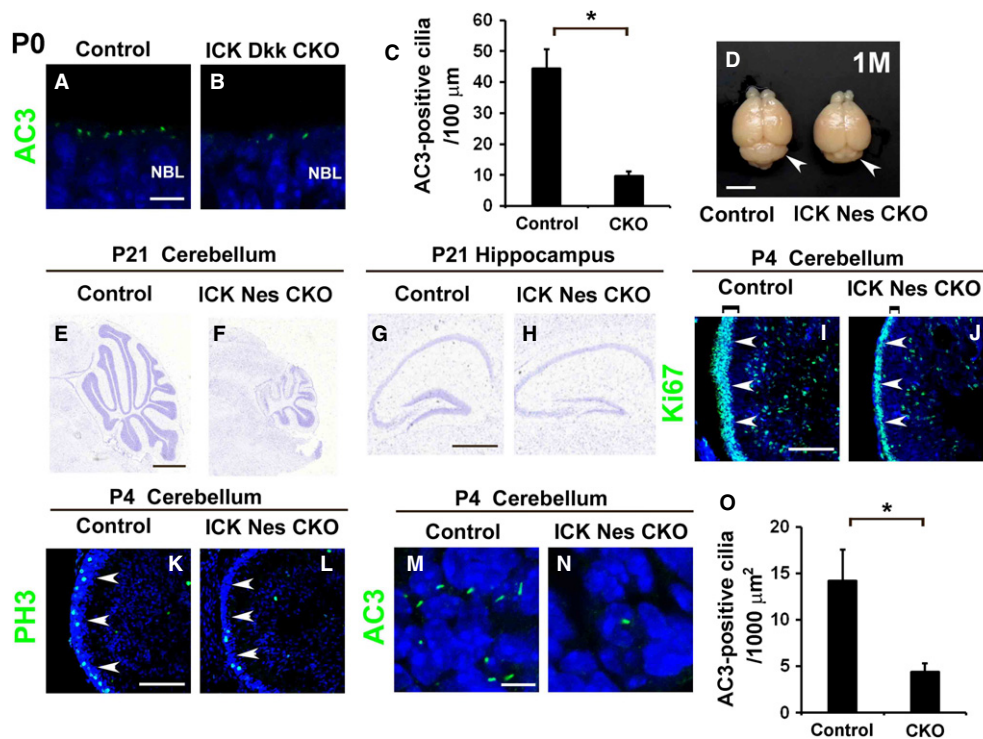 P0
Control
ICK Dkk CKO
AC3
A
B
NBL
NBL
C
AC3-positive cilia
/100 μm
60
50
40
30
20
10
0
*
Control
CKO
D
1M
Control
ICK Nes CKO
P21 Cerebellum
Control
ICK Nes CKO
E
F
P21 Hippocampus
Control
ICK Nes CKO
G
H
P4 Cerebellum
Control
ICK Nes CKO
Ki67
I
J
P4 Cerebellum
Control
ICK Nes CKO
PH3
K
L
P4 Cerebellum
Control
ICK Nes CKO
AC3
M
N
O
AC3-positive cilia
/1000 μm²
20
15
10
5
0
*
Control
CKO